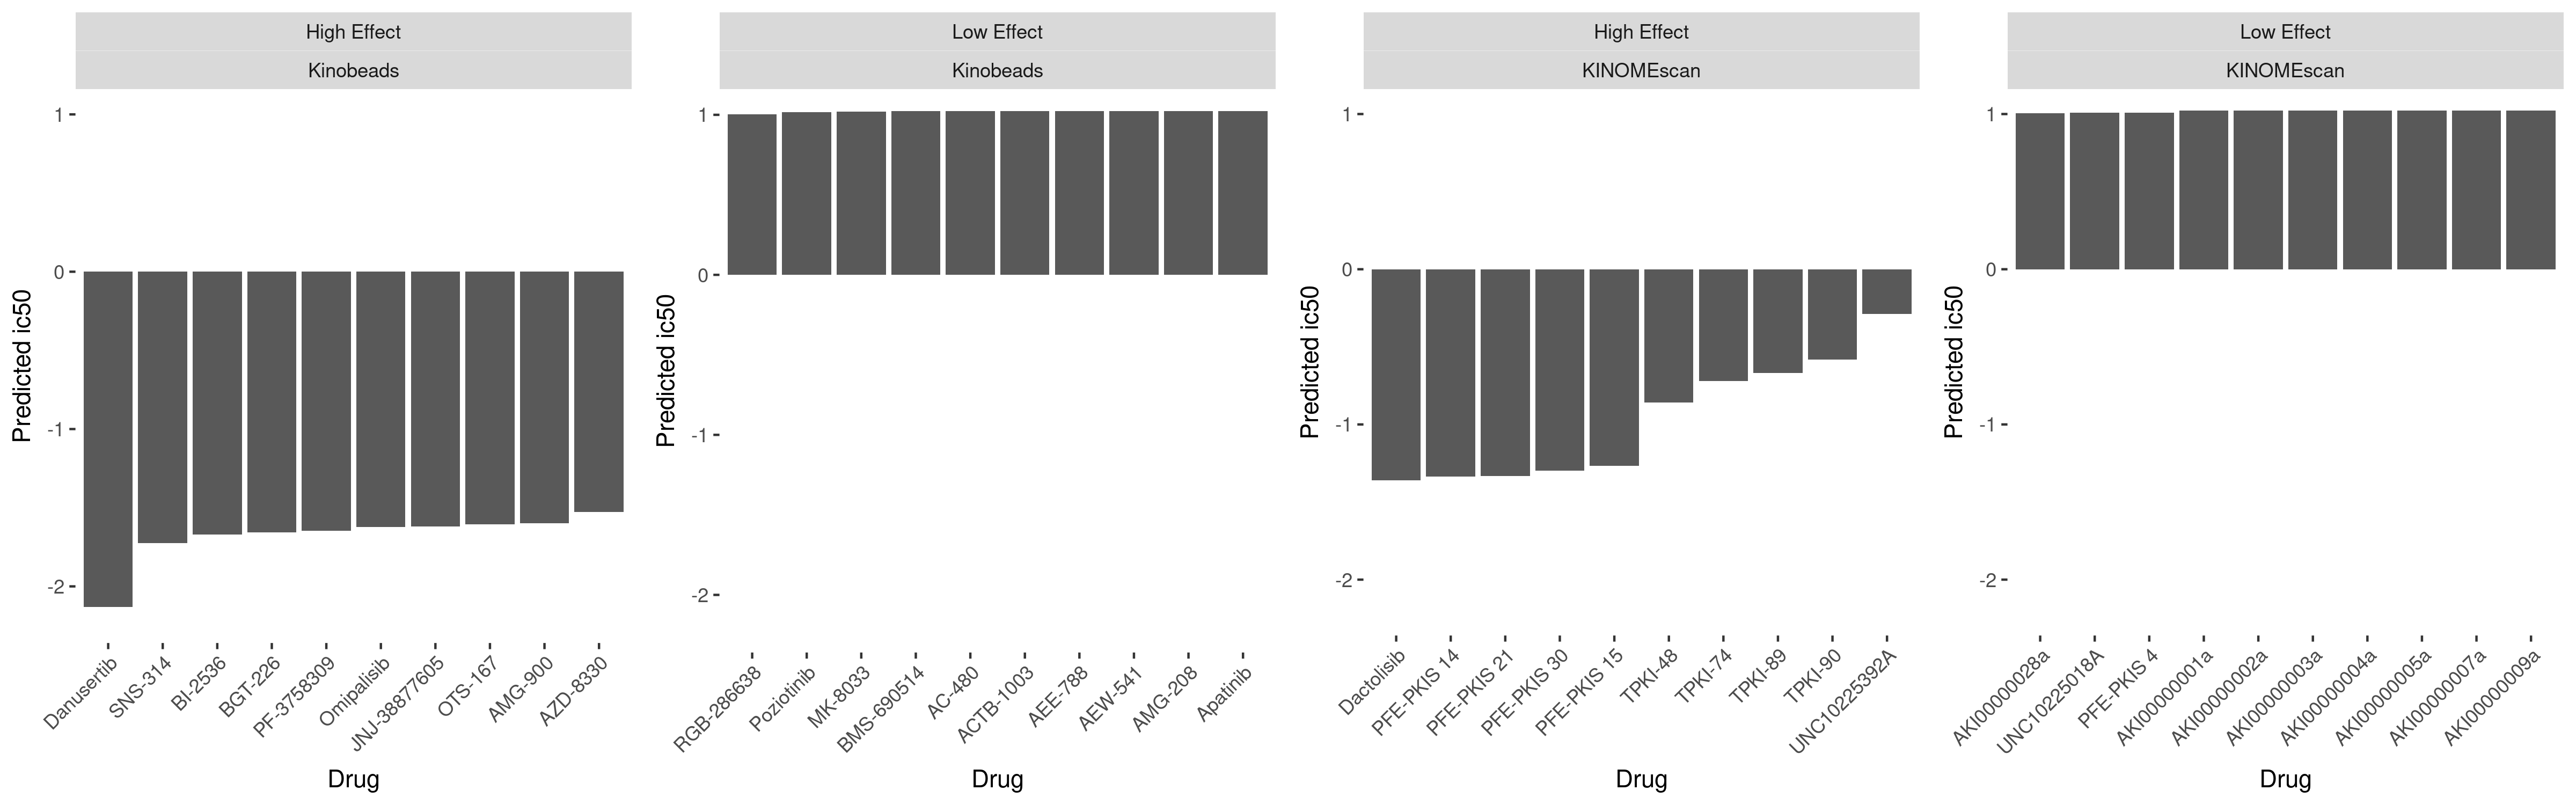 High Effect
Kinobeads
Predicted ic50
1
0
-1
-2
Danusertib
SNS-314
BI-2536
BGT-226
PF-3758309
Omipalisib
JNJ-38877605
OTS-167
AMG-900
AZD-8330
Drug
Low Effect
Kinobeads
Predicted ic50
1
0
-1
-2
RGB-286638
Poziotinib
MK-8033
BMS-690514
AC-480
ACTB-1003
AEE-788
AEW-541
AMG-208
Apatinib
Drug
High Effect
KINOMEscan
Predicted ic50
1
0
-1
-2
Dactolisib
PFE-PKIS 14
PFE-PKIS 21
PFE-PKIS 30
PFE-PKIS 15
TPKI-48
TPKI-74
TPKI-89
TPKI-90
UNC10225392A
Drug
Low Effect
KINOMEscan
Predicted ic50
1
0
-1
-2
AKI00000028a
UNC10225018A
PFE-PKIS 4
AKI00000001a
AKI00000002a
AKI00000003a
AKI00000004a
AKI00000005a
AKI00000007a
AKI00000009a
Drug